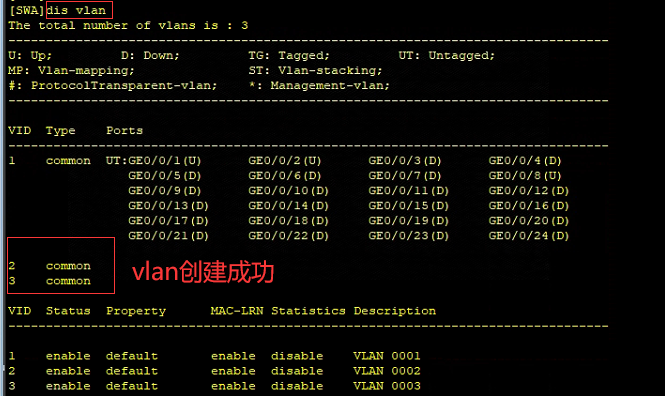 [SWA]dis vlan
The total number of vlans is : 3
--------------------------------------------------------------------------------
U: Up; D: Down; TG: Tagged; UT: Untagged;
MP: Vlan-mapping; ST: Vlan-stacking;
#: ProtocolTransparent-vlan; *: Management-vlan;
--------------------------------------------------------------------------------
VID Type Ports
--------------------------------------------------------------------------------
1 common UT:GE0/0/1(U) GE0/0/2(U) GE0/0/3(D) GE0/0/4(D)
GE0/0/5(D) GE0/0/6(D) GE0/0/7(D) GE0/0/8(U)
GE0/0/9(D) GE0/0/10(D) GE0/0/11(D) GE0/0/12(D)
GE0/0/13(D) GE0/0/14(D) GE0/0/15(D) GE0/0/16(D)
GE0/0/17(D) GE0/0/18(D) GE0/0/19(D) GE0/0/20(D)
GE0/0/21(D) GE0/0/22(D) GE0/0/23(D) GE0/0/24(D)
2 common
vlan创建成功
3 common
VID Status Property MAC-LRN Statistics Description
--------------------------------------------------------------------------------
1 enable default enable disable VLAN 0001
2 enable default enable disable VLAN 0002
3 enable default enable disable VLAN 0003